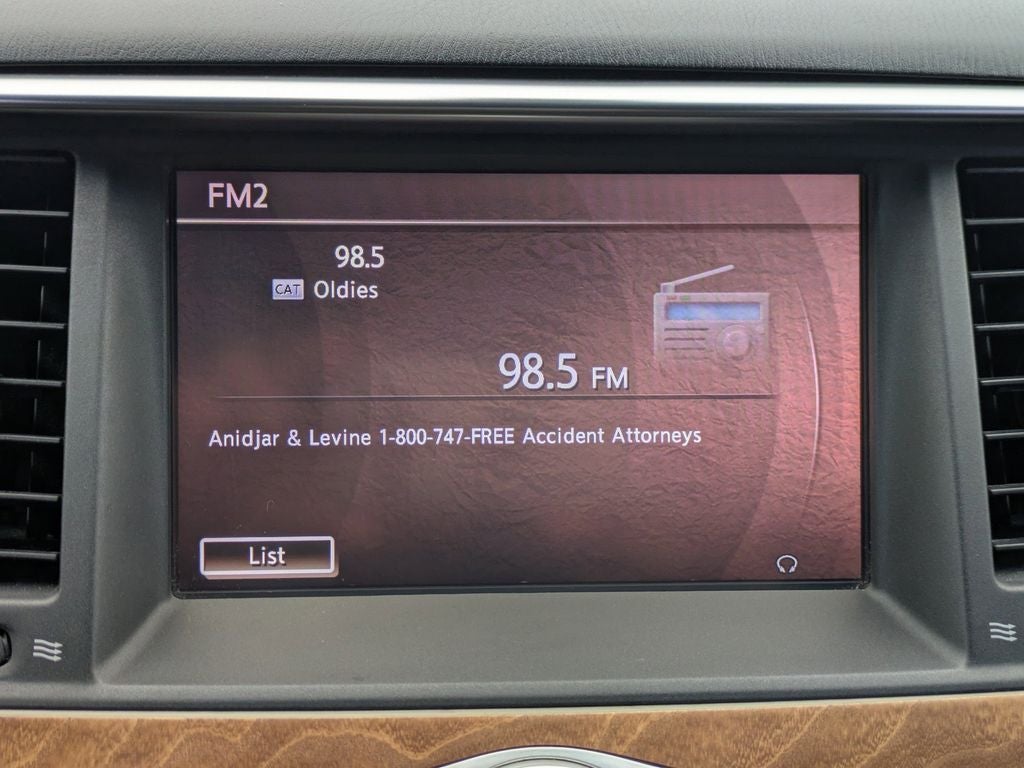 FM2
98.5
CAT Oldies
98.5 FM
Anidjar & Levine 1-800-747-FREE Accident Attorneys
List